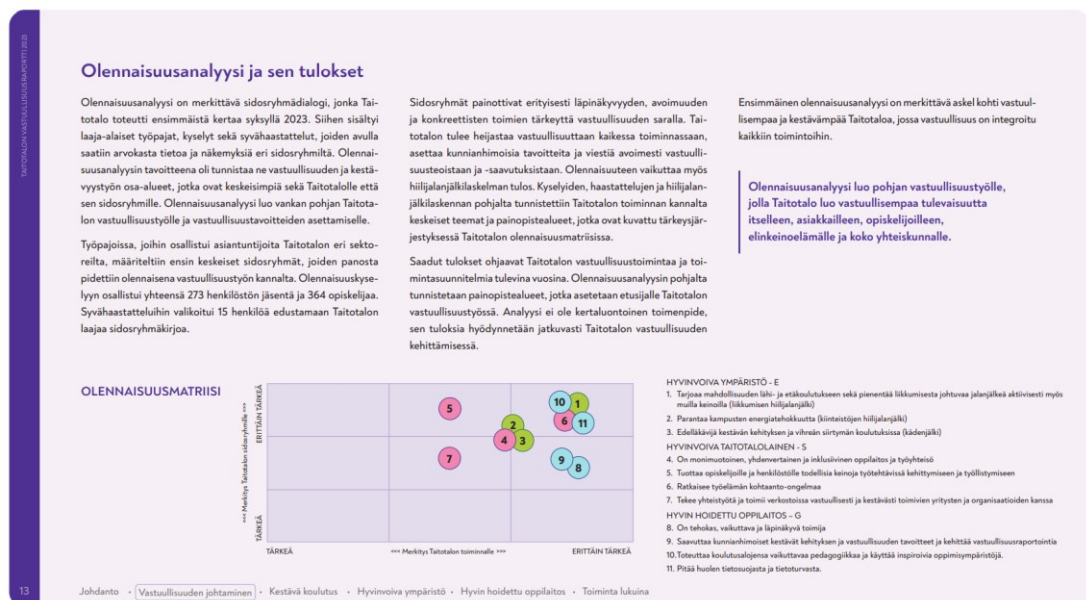 TAITOTALON VASTUULLISUUSRAPORTTI 2023
Olennaisuusanalyysi ja sen tulokset
Olennaisuusanalyysi on merkittävä sidosryhmädialogi, jonka Tai-
totalo toteutti ensimmäistä kertaa syksyllä 2023. Siihen sisältyi
laaja-alaiset työpajat, kyselyt sekä syvähaastattelut, joiden avulla
saatiin arvokasta tietoa ja näkemyksiä eri sidosryhmiltä. Olennai-
suusanalyysin tavoitteena oli tunnistaa ne vastuullisuuden ja kestä-
vyystyön osa-alueet, jotka ovat keskeisimpiä sekä Taitotalolle että
sen sidosryhmille. Olennaisuusanalyysi luo vankan pohjan Taitota-
lon vastuullisuustyölle ja vastuullisuustavoitteiden asettamiselle.
Työpajoissa, joihin osallistui asiantuntijoita Taitotalon eri sekto-
reilta, määriteltiin ensin keskeiset sidosryhmät, joiden panosta
pidettiin olennaisena vastuullisuustyön kannalta. Olennaisuuskyse-
lyyn osallistui yhteensä 273 henkilöstön jäsentä ja 364 opiskelijaa.
Syvähaastatteluihin valikoitui 15 henkilöä edustamaan Taitotalon
laajaa sidosryhmäkirjoa.
Sidosryhmät painottivat erityisesti läpinäkyvyyden, avoimuuden
ja konkreettisten toimien tärkeyttä vastuullisuuden saralla. Tai-
totalon tulee heijastaa vastuullisuuttaan kaikessa toiminnassaan,
asettaa kunnianhimoisia tavoitteita ja viestiä avoimesti vastuulli-
suusteoistaan ja -saavutuksistaan. Olennaisuuteen vaikuttaa myös
hiilijalanjälkilaskelman tulos. Kyselyiden, haastattelujen ja hiilijalan-
jälkilaskennan pohjalta tunnistettiin Taitotalon toiminnan kannalta
keskeiset teemat ja painopistealueet, jotka ovat kuvattu tärkeysjär-
jestyksessä Taitotalon olennaisuusmatriisissa.
Saadut tulokset ohjaavat Taitotalon vastuullisuustoimintaa ja toi-
mintasuunnitelmia tulevina vuosina. Olennaisuusanalyysin pohjalta
tunnistetaan painopistealueet, jotka asetetaan etusijalle Taitotalon
vastuullisuustyössä. Analyysi ei ole kertaluontoinen toimenpide,
sen tuloksia hyödynnetään jatkuvasti Taitotalon vastuullisuuden
kehittämisessä.
Ensimmäinen olennaisuusanalyysi on merkittävä askel kohti vastuul-
lisempaa ja kestävämpää Taitotaloa, jossa vastuullisuus on integroitu
kaikkiin toimintoihin.
Olennaisuusanalyysi luo pohjan vastuullisuustyölle,
jolla Taitotalo luo vastuullisempaa tulevaisuutta
itselleen, asiakkailleen, opiskelijoilleen,
elinkeinoelämälle ja koko yhteiskunnalle.
OLENNAISUUSMATRIISI
ERITTÄIN TÄRKEÄ
««« Merkitys Taitotalon sidosryhmille »»»
TÄRKEÄ
5
10
1
6
11
2
4
3
7
9
8
TÄRKEÄ
««« Merkitys Taitotalon toiminnalle »»»
ERITTÄIN TÄRKEÄ
HYVINVOIVA YMPÄRISTÖ - E
1. Tarjoaa mahdollisuuden lähi- ja etäkoulutukseen sekä pienentää liikkumisesta johtuvaa jalanjälkeä aktiivisesti myös
muilla keinoilla (liikkumisen hiilijalanjälki)
2. Parantaa kampusten energiatehokkuutta (kiinteistöjen hiilijalanjälki)
3. Edelläkävijä kestävän kehityksen ja vihreän siirtymän koulutuksissa (kädenjälki)
HYVINVOIVA TAITOTALOLAINEN - S
4. On monimuotoinen, yhdenvertainen ja inklusiivinen oppilaitos ja työyhteisö
5. Tuottaa opiskelijoille ja henkilöstölle todellisia keinoja työtehtävissä kehittymiseen ja työllistymiseen
6. Ratkaisee työelämän kohtaanto-ongelmaa
7. Tekee yhteistyötä ja toimii verkostoissa vastuullisesti ja kestävästi toimivien yritysten ja organisaatioiden kanssa
HYVIN HOIDETTU OPPILAITOS – G
8. On tehokas, vaikuttava ja läpinäkyvä toimija
9. Saavuttaa kunnianhimoiset kestävät kehityksen ja vastuullisuuden tavoitteet ja kehittää vastuullisuusraportointia
10. Toteuttaa koulutusalojensa vaikuttavaa pedagogiikkaa ja käyttää inspiroivia oppimisympäristöjä.
11. Pitää huolen tietosuojasta ja tietoturvasta.
13
Johdanto • Vastuullisuuden johtaminen • Kestävä koulutus • Hyvinvoiva ympäristö • Hyvin hoidettu oppilaitos • Toiminta lukuina